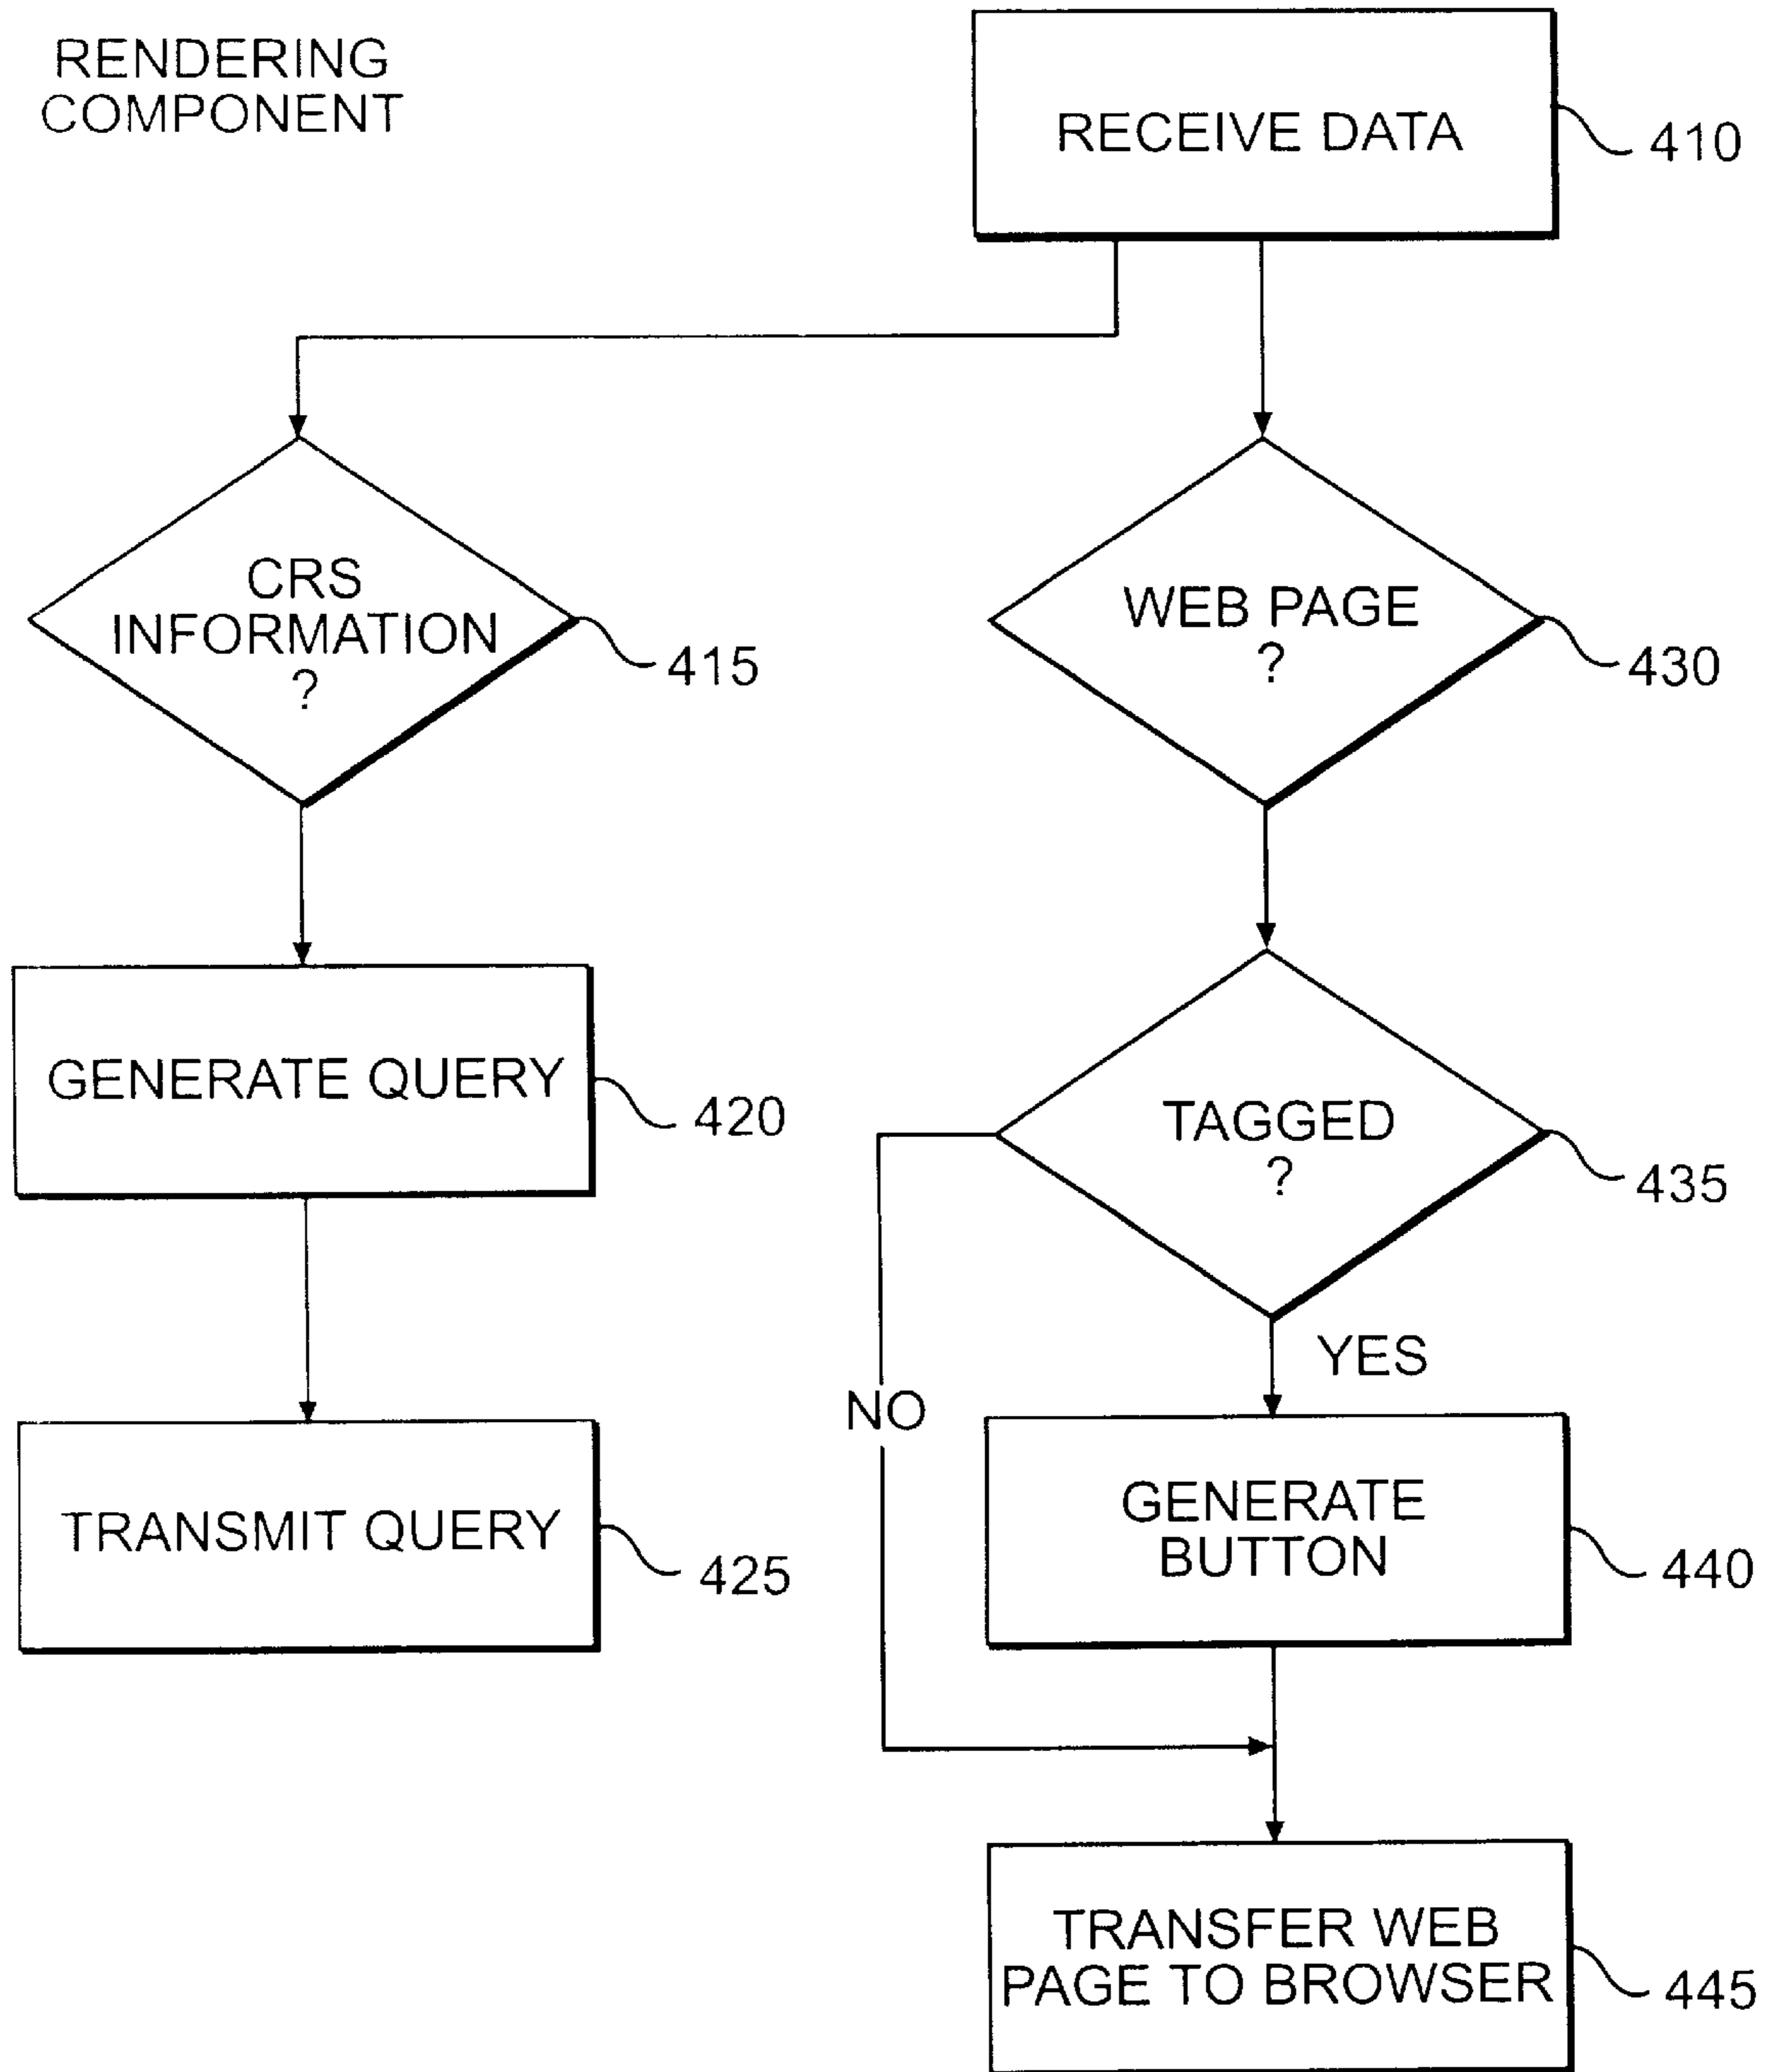 RENDERING
COMPONENT
RECEIVE DATA
410
CRS
INFORMATION
?
415
WEB PAGE
?
430
GENERATE QUERY
420
TAGGED
?
435
YES
NO
TRANSMIT QUERY
425
GENERATE
BUTTON
440
TRANSFER WEB
PAGE TO BROWSER
445